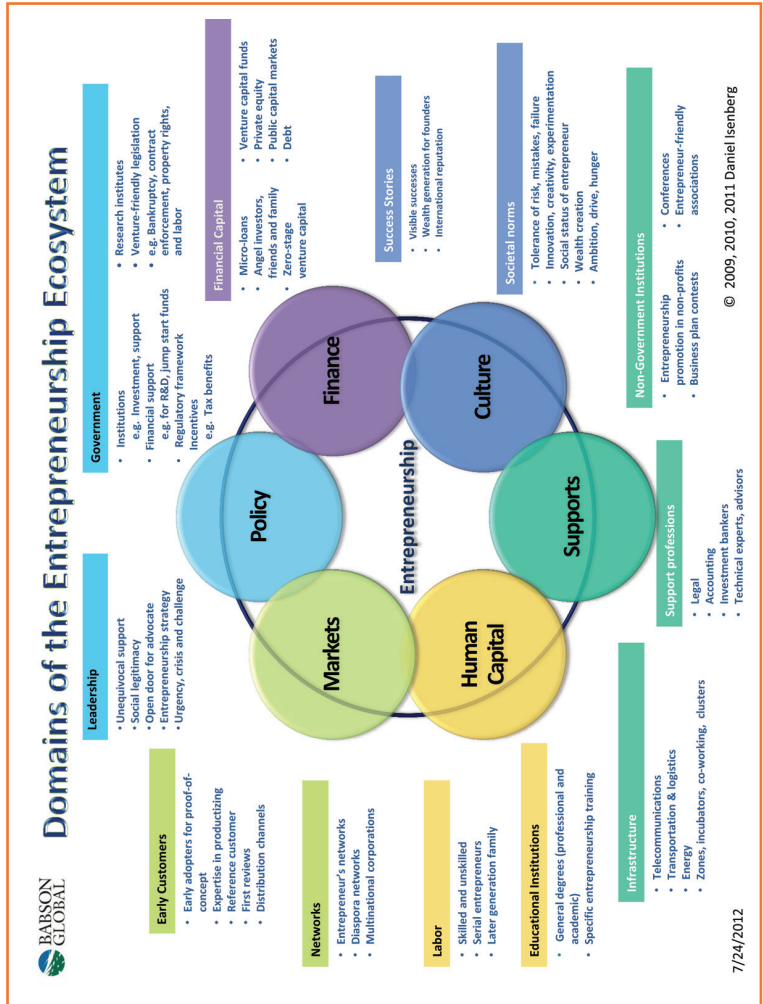 BABSON
GLOBAL
Domains of the Entrepreneurship Ecosystem
Leadership
• Unequivocal support
• Social legitimacy
• Open door for advocate
• Entrepreneurship strategy
• Urgency, crisis and challenge
Government
• Institutions
e.g. Investment, support
• Financial support
e.g. for R&D, jump start funds
• Regulatory framework
Incentives
e.g. Tax benefits
• Research institutes
• Venture-friendly legislation
• e.g. Bankruptcy, contract
enforcement, property rights,
and labor
Early Customers
• Early adopters for proof-of-
concept
• Expertise in productizing
• Reference customer
• First reviews
• Distribution channels
Financial Capital
• Micro-loans
• Angel investors,
friends and family
• Zero-stage
venture capital
• Venture capital funds
• Private equity
• Public capital markets
• Debt
Networks
• Entrepreneur's networks
• Diaspora networks
• Multinational corporations
Policy
Markets
Finance
Entrepreneurship
Human
Capital
Culture
Supports
Success Stories
• Visible successes
• Wealth generation for founders
• International reputation
Labor
• Skilled and unskilled
• Serial entrepreneurs
• Later generation family
Societal norms
• Tolerance of risk, mistakes, failure
• Innovation, creativity, experimentation
• Social status of entrepreneur
• Wealth creation
• Ambition, drive, hunger
Educational Institutions
• General degrees (professional and
academic)
• Specific entrepreneurship training
Infrastructure
• Telecommunications
• Transportation & logistics
• Energy
• Zones, incubators, co-working, clusters
Support professions
• Legal
• Accounting
• Investment bankers
• Technical experts, advisors
Non-Government Institutions
• Entrepreneurship
promotion in non-profits
• Business plan contests
• Conferences
• Entrepreneur-friendly
associations
7/24/2012
© 2009, 2010, 2011 Daniel Isenberg